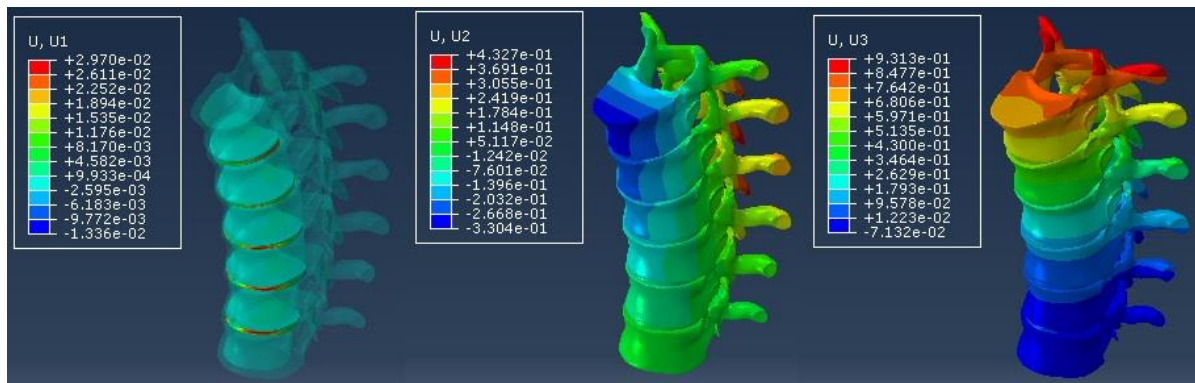 U, U1
+2.970e-02
+2.611e-02
+2.252e-02
+1.894e-02
+1.535e-02
+1.176e-02
+8.170e-03
+4.582e-03
+9.933e-04
-2.595e-03
-6.183e-03
-9.772e-03
-1.336e-02
U, U2
+4.327e-01
+3.691e-01
+3.055e-01
+2.419e-01
+1.784e-01
+1.148e-01
+5.117e-02
-1.242e-02
-7.601e-02
-1.396e-01
-2.032e-01
-2.668e-01
-3.304e-01
U, U3
+9.313e-01
+8.477e-01
+7.642e-01
+6.806e-01
+5.971e-01
+5.135e-01
+4.300e-01
+3.464e-01
+2.629e-01
+1.793e-01
+9.578e-02
+1.223e-02
-7.132e-02